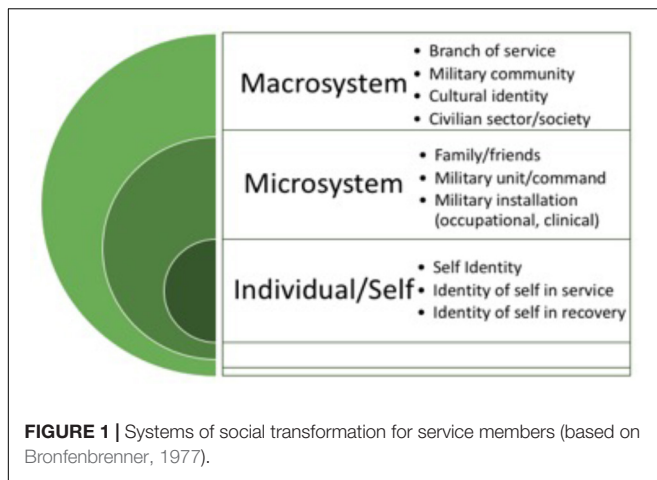 Macrosystem
• Branch of service
• Military community
• Cultural identity
• Civilian sector/society
Microsystem
• Family/friends
• Military unit/command
• Military installation
(occupational, clinical)
Individual/Self
• Self Identity
• Identity of self in service
• Identity of self in recovery
FIGURE 1 | Systems of social transformation for service members (based on
Bronfenbrenner, 1977).